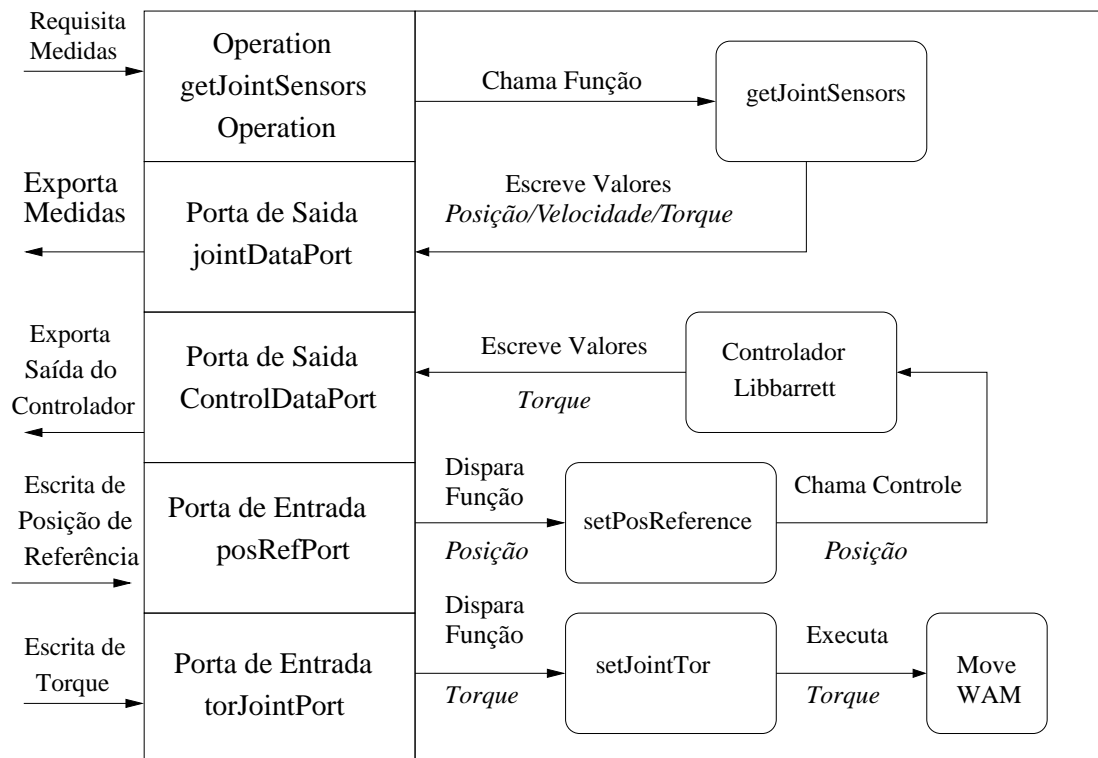 Requisita
Medidas
Operation
getJointSensors
Operation
Chama Função
getJointSensors
Exporta
Medidas
Porta de Saida
jointDataPort
Escreve Valores
Posição/Velocidade/Torque
Exporta
Saída do
Controlador
Porta de Saida
ControlDataPort
Escreve Valores
Torque
Controlador
Libbarrett
Escrita de
Posição de
Referência
Porta de Entrada
posRefPort
Dispara
Função
Posição
setPosReference
Chama Controle
Posição
Escrita de
Torque
Porta de Entrada
torJointPort
Dispara
Função
Torque
setJointTor
Executa
Torque
Move
WAM